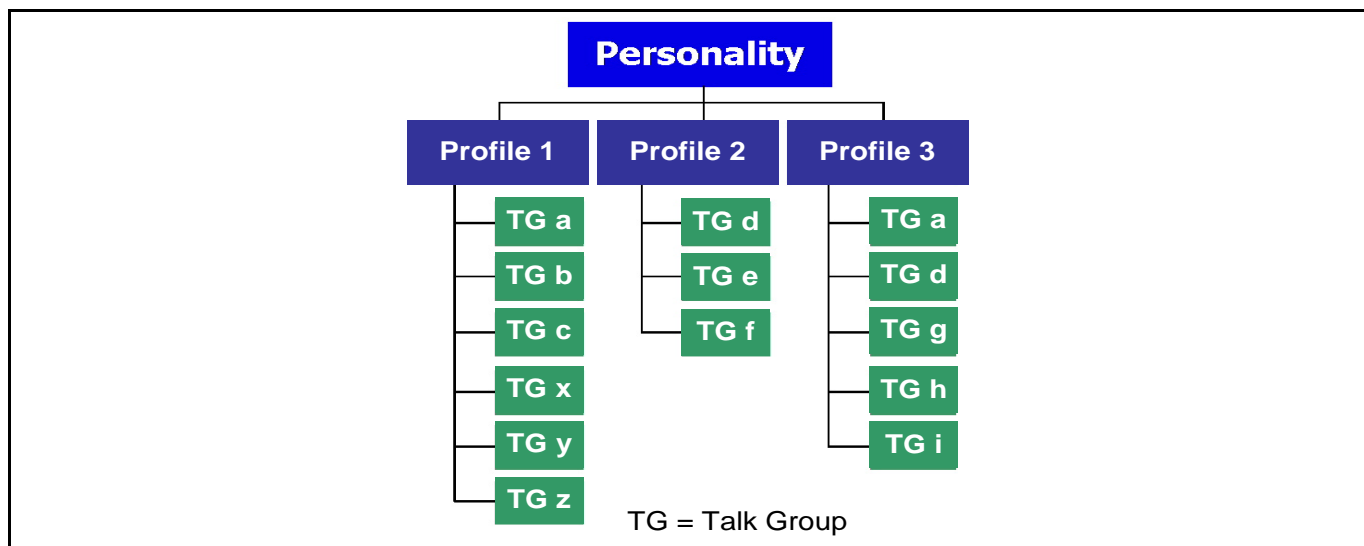 Personality
Profile 1
Profile 2
Profile 3
TG a
TG b
TG c
TG x
TG y
TG z
TG d
TG e
TG f
TG a
TG d
TG g
TG h
TG i
TG = Talk Group